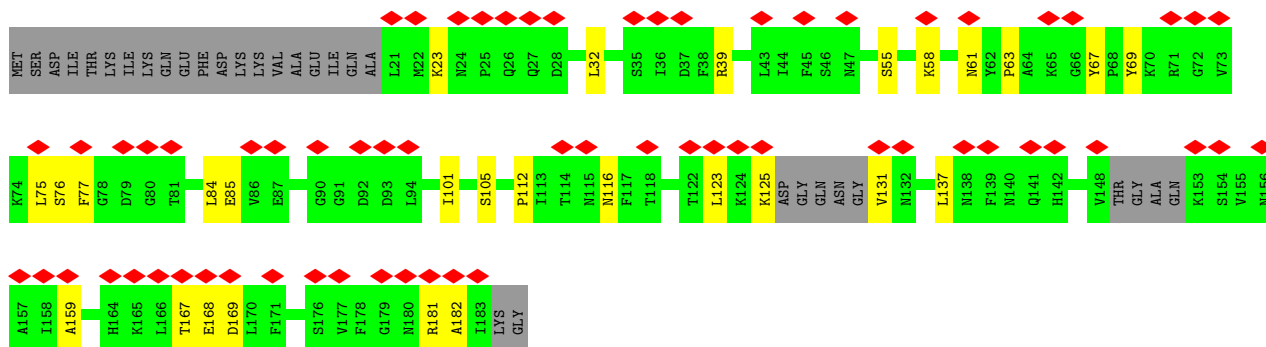 MET SER ASP ILE THR LYS ILE LYS GLN GLU PHE ASP LYS LYS VAL ALA GLU ILE GLN ALA L21 M22 K23 N24 P25 Q26 Q27 D28 L32 S35 I36 D37 F38 R39 L43 I44 F45 S46 N47 S55 K58 N61 Y62 P63 A64 K65 G66 Y67 P68 Y69 K70 R71 G72 V73
K74 L75 S76 F77 G78 D79 G80 T81 L84 E85 V86 E87 G90 G91 D92 D93 L94 I101 S105 P112 I113 T114 N115 N116 F117 T118 T122 L123 K124 K125 ASP GLY GLN ASN GLY V131 N132 L137 N138 F139 N140 Q141 H142 V148 THR GLY ALA GLN K153 S154 V155 N156
A157 I158 A159 H164 K165 L166 T167 E168 D169 L170 F171 S176 V177 F178 G179 N180 R181 A182 I183 LYS GLY